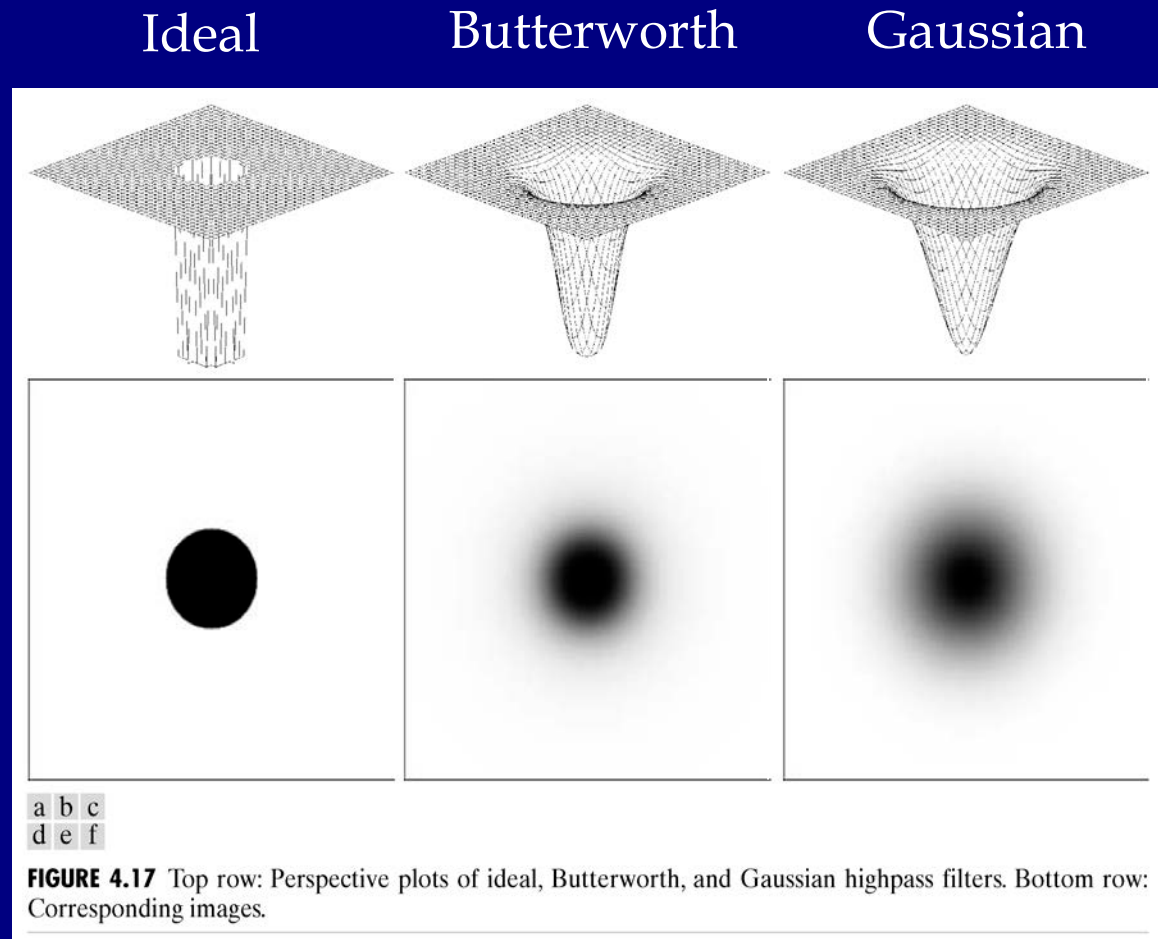 Ideal Butterworth Gaussian
a b c
d e f
FIGURE 4.17 Top row: Perspective plots of ideal, Butterworth, and Gaussian highpass filters. Bottom row:
Corresponding images.